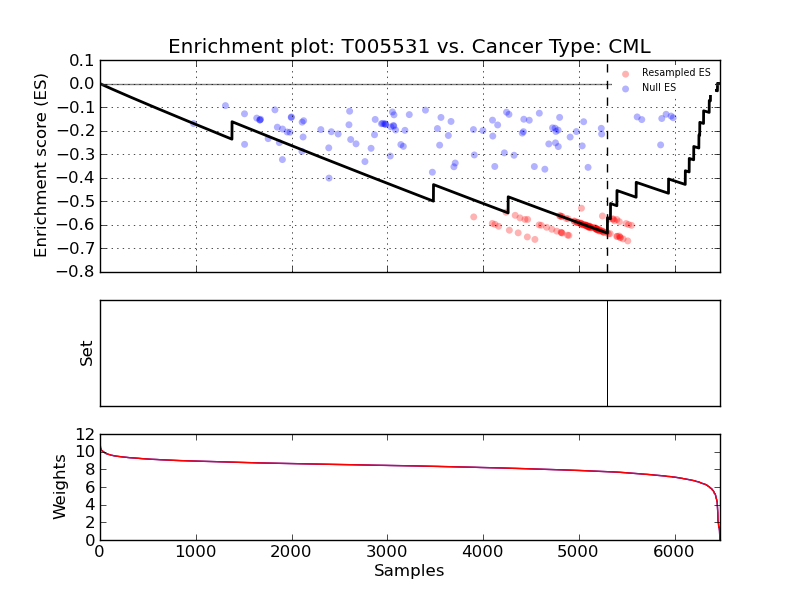 Enrichment plot: T005531 vs. Cancer Type: CML
0.1
0.0
−0.1
−0.2
−0.3
−0.4
−0.5
−0.6
−0.7
−0.8
Enrichment score (ES)
Resampled ES
Null ES
Set
12
10
8
6
4
2
0
Weights
0 1000 2000 3000 4000 5000 6000
Samples